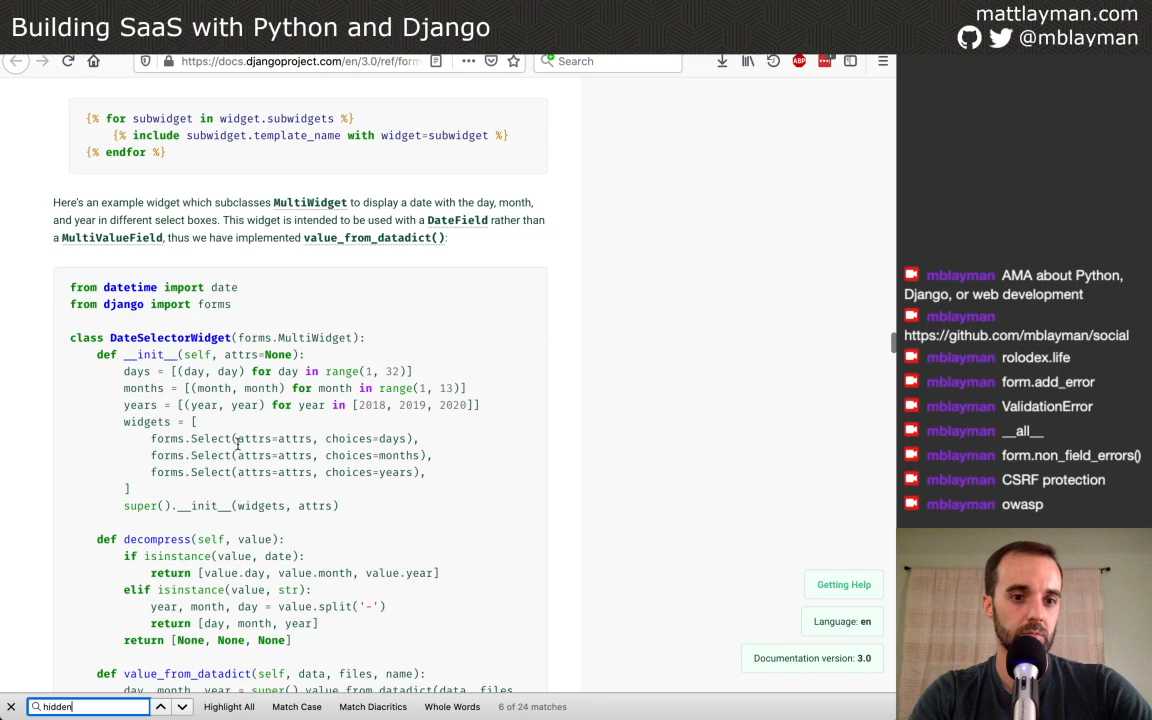 Building SaaS with Python and Django
mattlayman.com
@mblayman
https://docs.djangoproject.com/en/3.0/ref/form
Search
ABP
{% for subwidget in widget.subwidgets %}
{% include subwidget.template_name with widget=subwidget %}
{% endfor %}
Here's an example widget which subclasses MultiWidget to display a date with the day, month,
and year in different select boxes. This widget is intended to be used with a DateField rather than
a MultiValueField, thus we have implemented value_from_datadict():
from datetime import date
from django import forms
class DateSelectorWidget(forms.MultiWidget):
def __init__(self, attrs=None):
days = [(day, day) for day in range(1, 32)]
months = [(month, month) for month in range(1, 13)]
years = [(year, year) for year in [2018, 2019, 2020]]
widgets = [
forms.Select(attrs=attrs, choices=days),
forms.Select(attrs=attrs, choices=months),
forms.Select(attrs=attrs, choices=years),
]
super().__init__(widgets, attrs)
def decompress(self, value):
if isinstance(value, date):
return [value.day, value.month, value.year]
elif isinstance(value, str):
year, month, day = value.split('-')
return [day, month, year]
return [None, None, None]
def value_from_datadict(self, data, files, name):
day, month, year = super().value_from_datadict(data, files,
Getting Help
Language: en
Documentation version: 3.0
hidden
Highlight All
Match Case
Match Diacritics
Whole Words
6 of 24 matches
mblayman AMA about Python,
Django, or web development
mblayman
https://github.com/mblayman/social
mblayman rolodex.life
mblayman form.add_error
mblayman ValidationError
mblayman __all__
mblayman form.non_field_errors()
mblayman CSRF protection
mblayman owasp